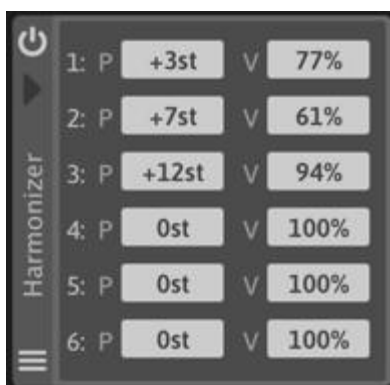 1: P +3st V 77%
2: P +7st V 61%
3: P +12st V 94%
4: P 0st V 100%
5: P 0st V 100%
6: P 0st V 100%
Harmonizer